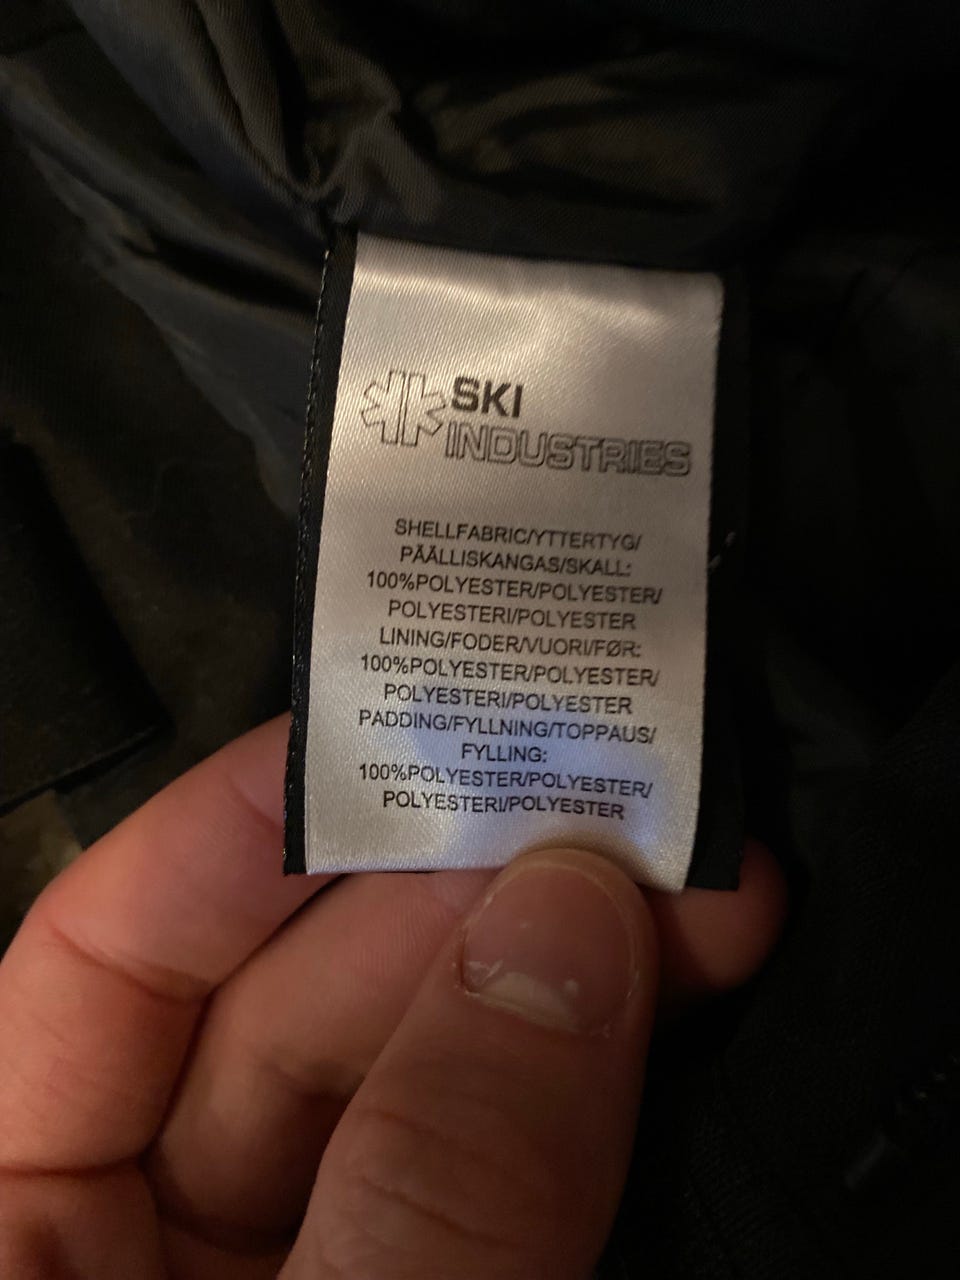 SKI
INDUSTRIES
SHELLFABRIC/YTTERTYG/
PÄÄLLISKANGAS/SKALL:
100%POLYESTER/POLYESTER/
POLYESTERI/POLYESTER
LINING/FODER/VUORI/FØR:
100%POLYESTER/POLYESTER/
POLYESTERI/POLYESTER
PADDING/FYLLNING/TOPPAUS/
FYLLING:
100%POLYESTER/POLYESTER/
POLYESTERI/POLYESTER